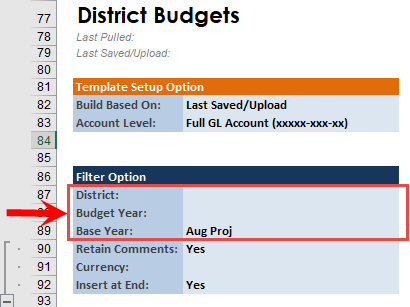 77 District Budgets
78 Last Pulled:
79 Last Saved/Upload:
80
81 Template Setup Option
82 Build Based On: Last Saved/Upload
83 Account Level: Full GL Account (xxxxx-xxx-xx)
84
85
86 Filter Option
87 District:
Budget Year:
89 Base Year: Aug Proj
90 Retain Comments: Yes
91 Currency:
92 Insert at End: Yes
93